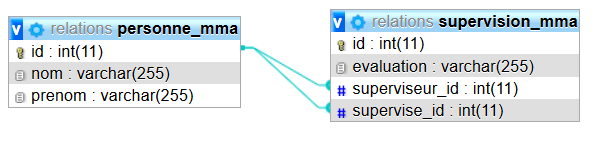 v relations personne_mma
id : int(11)
nom : varchar(255)
prenom : varchar(255)
v relations supervision_mma
id : int(11)
evaluation : varchar(255)
# superviseur_id : int(11)
# supervise_id : int(11)